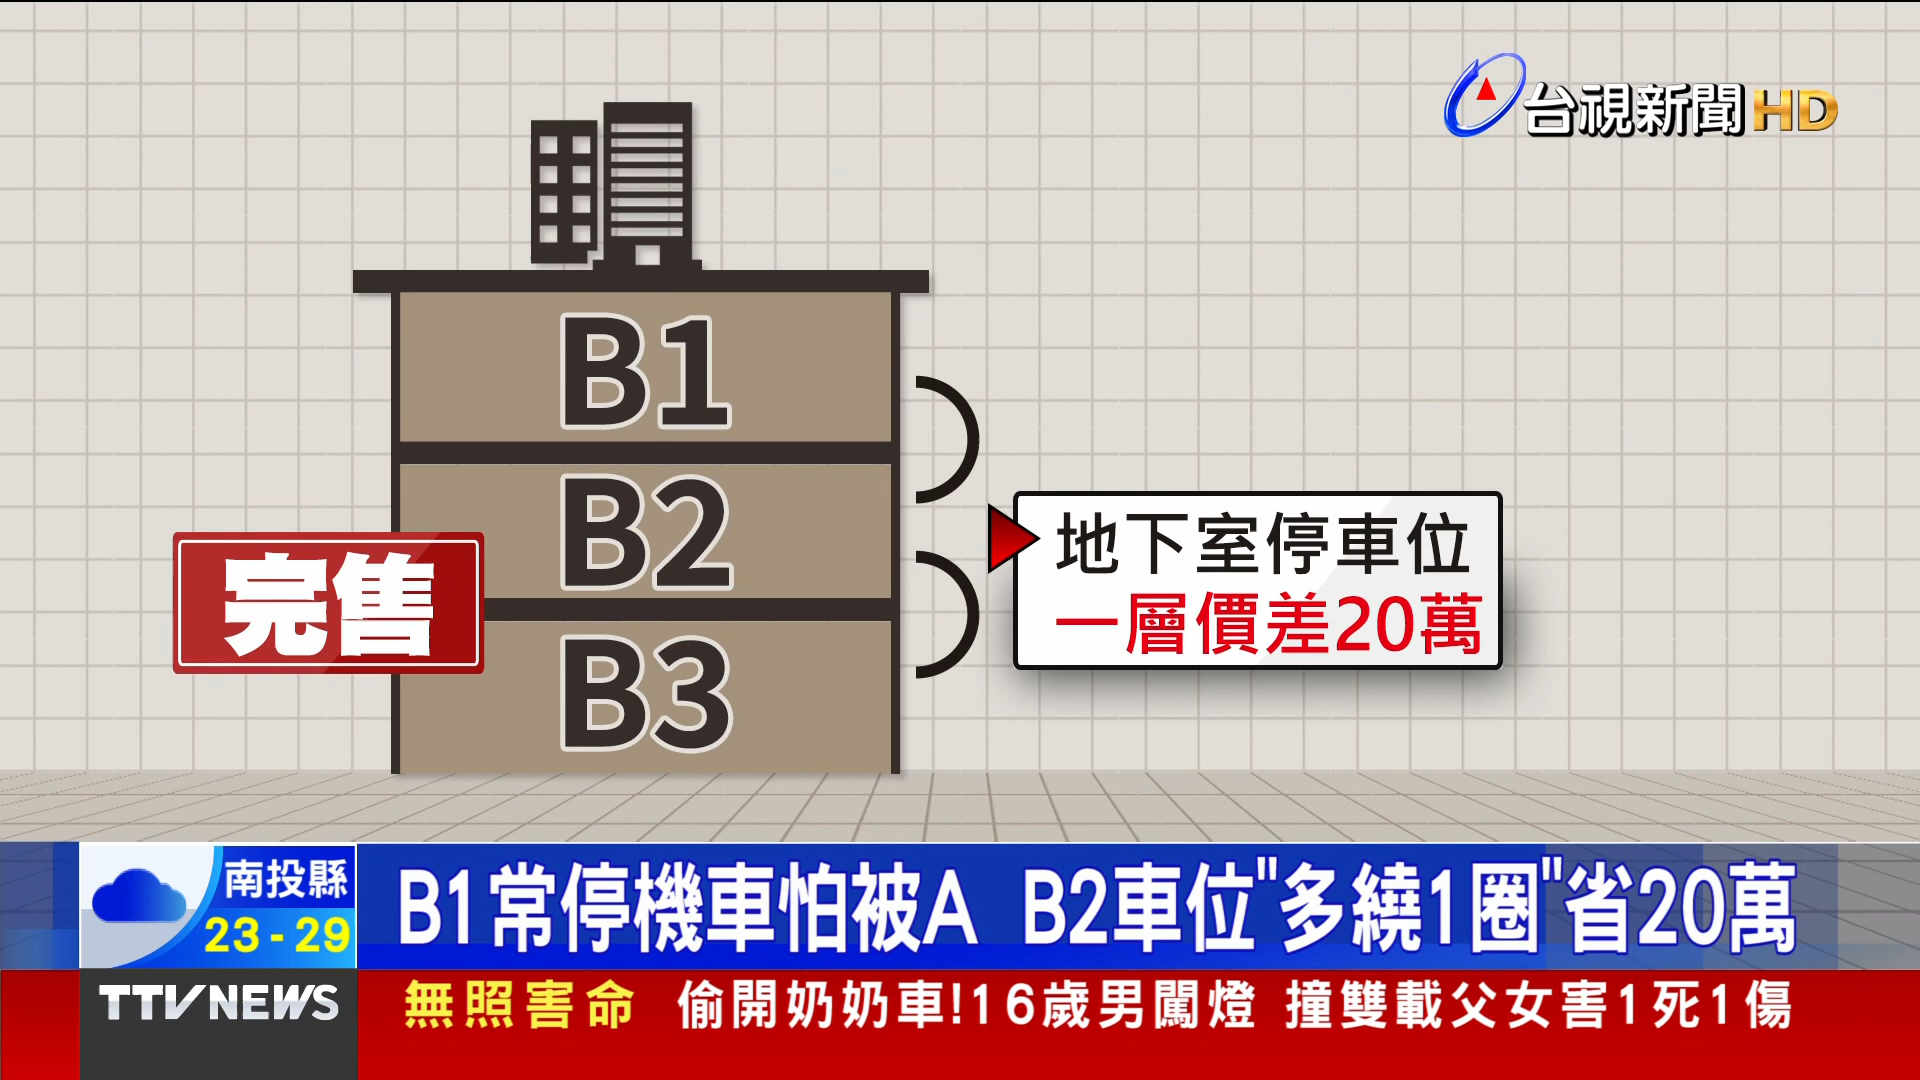 台視新聞HD
B1
B2
B3
完售
地下室停車位
一層價差20萬
南投縣
23-29
B1常停機車怕被A B2車位"多繞1圈"省20萬
TTV NEWS
無照害命 偷開奶奶車!16歲男闖燈 撞雙載父女害1死1傷